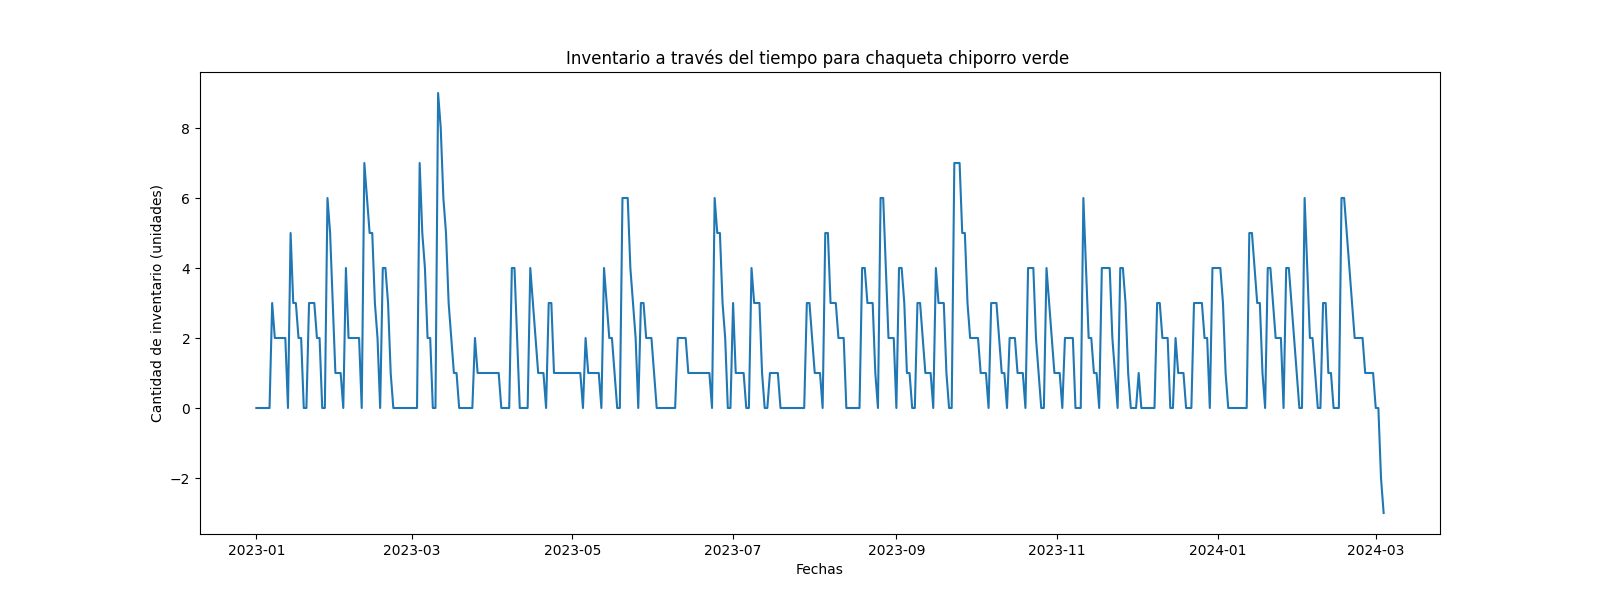 Inventario a través del tiempo para chaqueta chiporro verde
Cantidad de inventario (unidades)
8
6
4
2
0
−2
2023-01 2023-03 2023-05 2023-07 2023-09 2023-11 2024-01 2024-03
Fechas